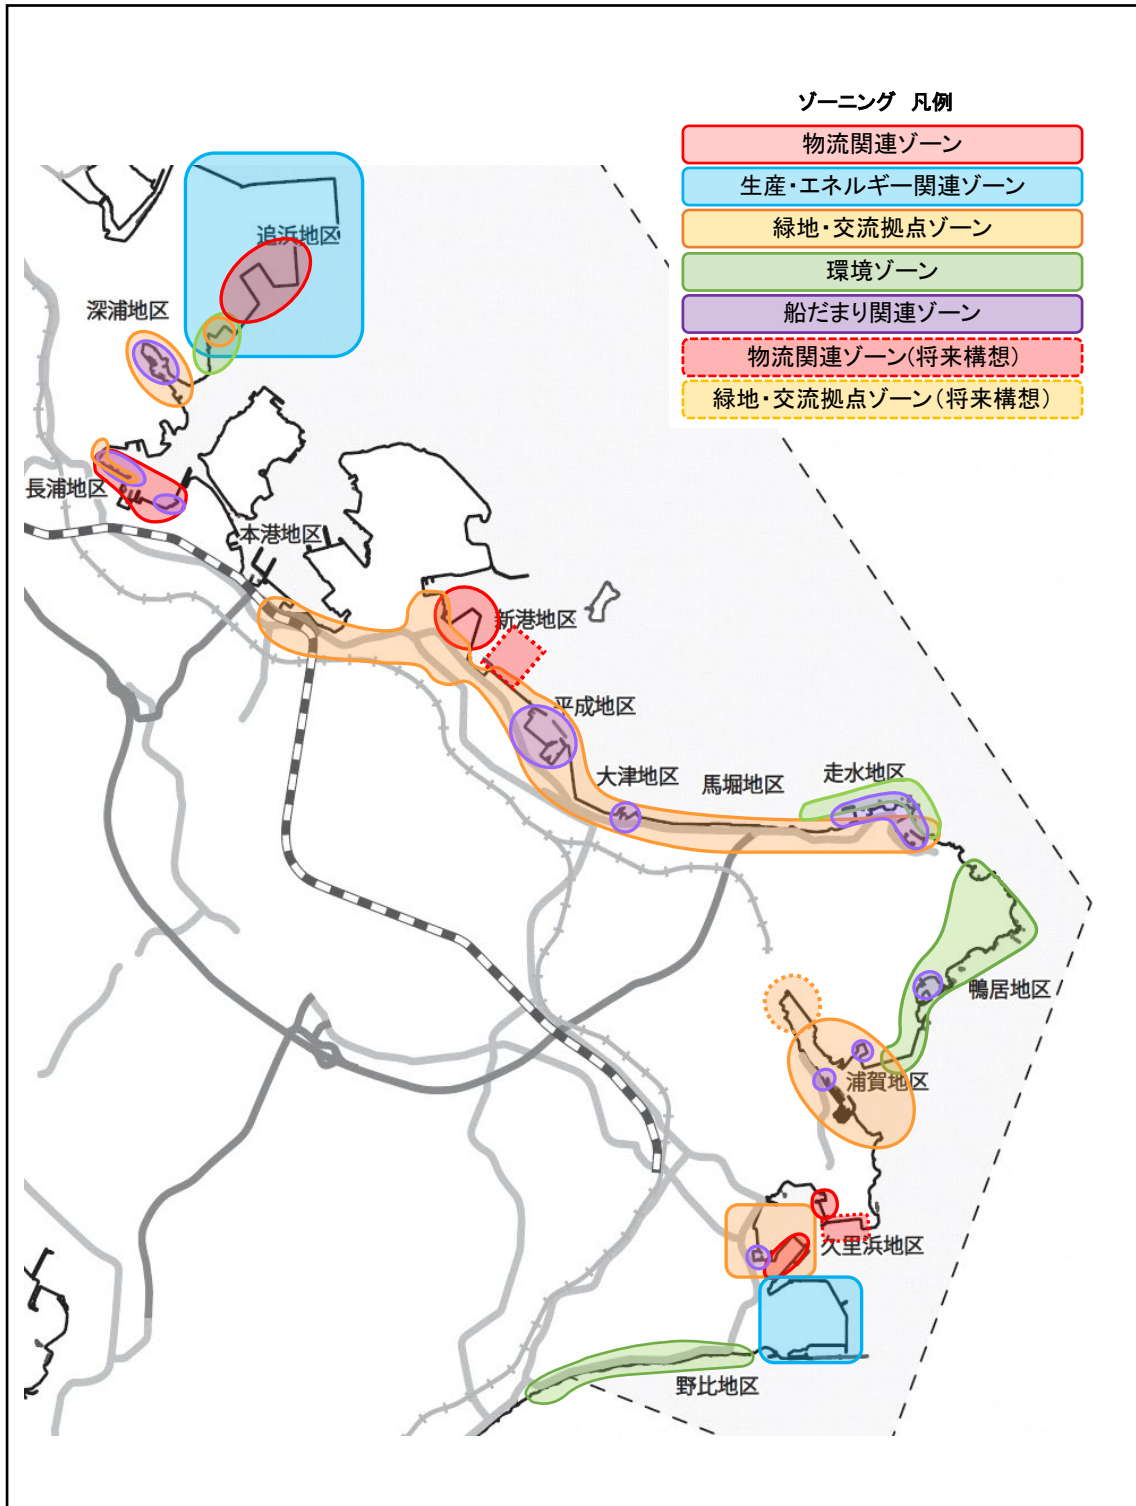 ゾーニング 凡例
物流関連ゾーン
生産・エネルギー関連ゾーン
緑地・交流拠点ゾーン
環境ゾーン
船だまり関連ゾーン
物流関連ゾーン(将来構想)
緑地・交流拠点ゾーン(将来構想)
追浜地区
深浦地区
長浦地区
本港地区
新港地区
平成地区
大津地区
馬堀地区
走水地区
鴨居地区
浦賀地区
久里浜地区
野比地区